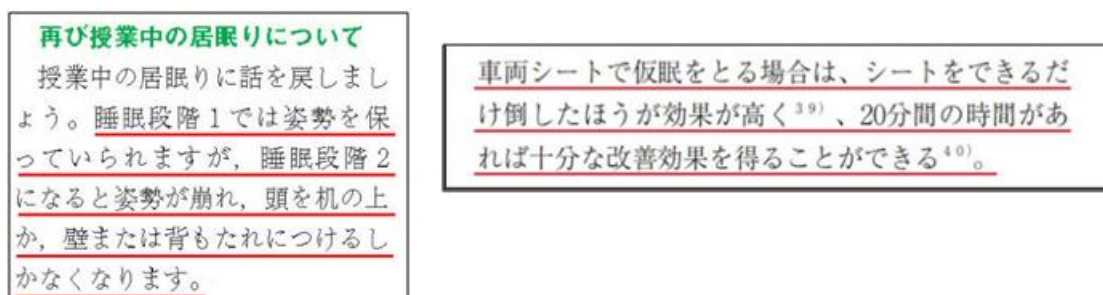 再び授業中の居眠りについて
授業中の居眠りに話を戻しまし
ょう。睡眠段階1では姿勢を保
っていられますが，睡眠段階2
になると姿勢が崩れ，頭を机の上
か，壁または背もたれにつけるし
かなくなります。
車両シートで仮眠をとる場合は、シートをできるだ
け倒したほうが効果が高く³⁹⁾、20分間の時間があ
れば十分な改善効果を得ることができる⁴⁰⁾。